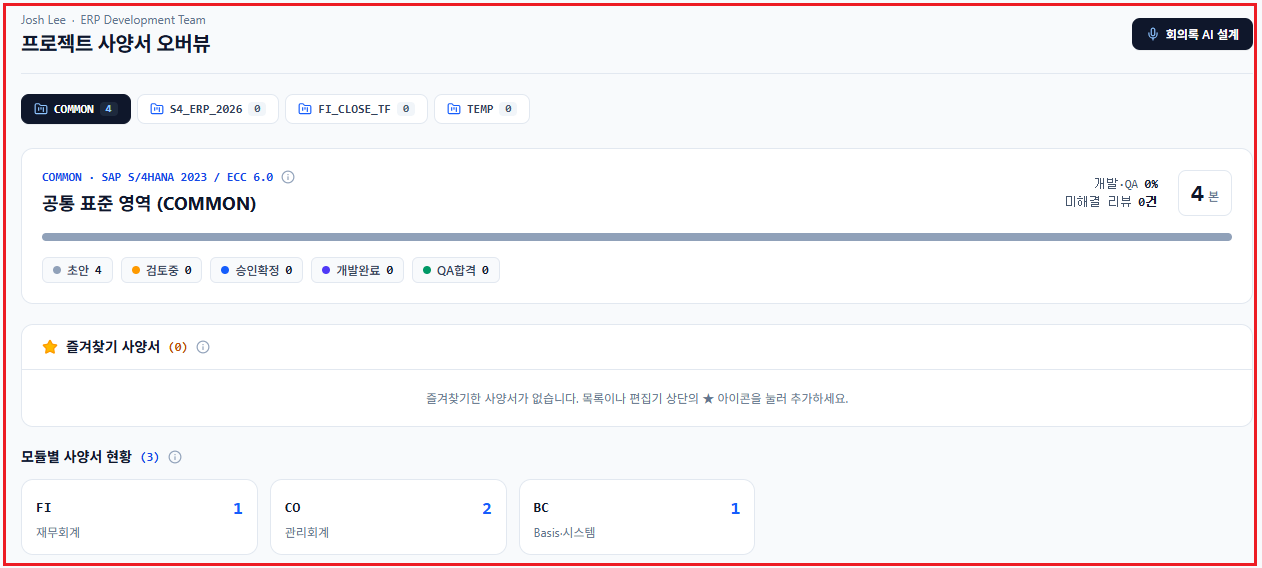 Josh Lee · ERP Development Team
프로젝트 사양서 오버뷰
회의록 AI 설계
COMMON 4
S4_ERP_2026 0
FI_CLOSE_TF 0
TEMP 0
COMMON · SAP S/4HANA 2023 / ECC 6.0
공통 표준 영역 (COMMON)
개발·QA 0%
미해결 리뷰 0건
4 본
초안 4
검토중 0
승인확정 0
개발완료 0
QA합격 0
즐겨찾기 사양서 (0)
즐겨찾기한 사양서가 없습니다. 목록이나 편집기 상단의 ★ 아이콘을 눌러 추가하세요.
모듈별 사양서 현황 (3)
FI 1
재무회계
CO 2
관리회계
BC 1
Basis·시스템